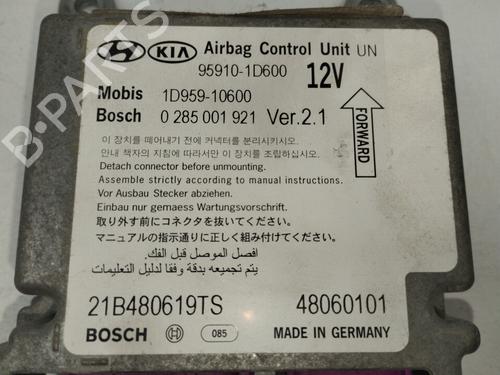 HYUNDAI KIA Airbag Control Unit UN
95910-1D600 12V
Mobis 1D959-10600
Bosch 0 285 001 921 Ver.2.1
FORWARD
이 장치를 떼어내기 전에 커넥터를 분리시키시오.
안내 책자의 지침에 따라서만 이 장치를 조립하십시오.
Detach connector before unmounting.
Assemble strictly according to manual instructions.
Vor Ausbau Stecker abziehen.
Einbau nur gemaess Wartungsvorschrift.
取り外す前にコネクタを抜いてください。
マニュアルの指示通りに正しく組み付けてください。
افصل الموصل قبل الفك.
يتم تجميعه بدقة وفقا لدليل التعليمات
21B480619TS 48060101
BOSCH 085 MADE IN GERMANY